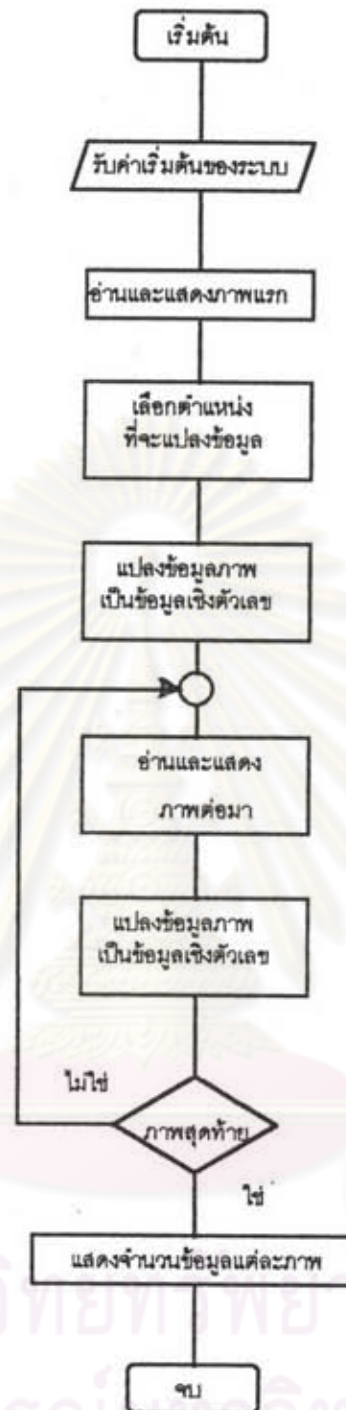 เริ่มต้น
รับค่าเริ่มต้นของระบบ
อ่านและแสดงภาพแรก
เลือกตำแหน่ง
ที่จะแปลงข้อมูล
แปลงข้อมูลภาพ
เป็นข้อมูลเชิงตัวเลข
อ่านและแสดง
ภาพต่อมา
แปลงข้อมูลภาพ
เป็นข้อมูลเชิงตัวเลข
ไม่ใช่
ภาพสุดท้าย
ใช่
แสดงจำนวนข้อมูลแต่ละภาพ
จบ